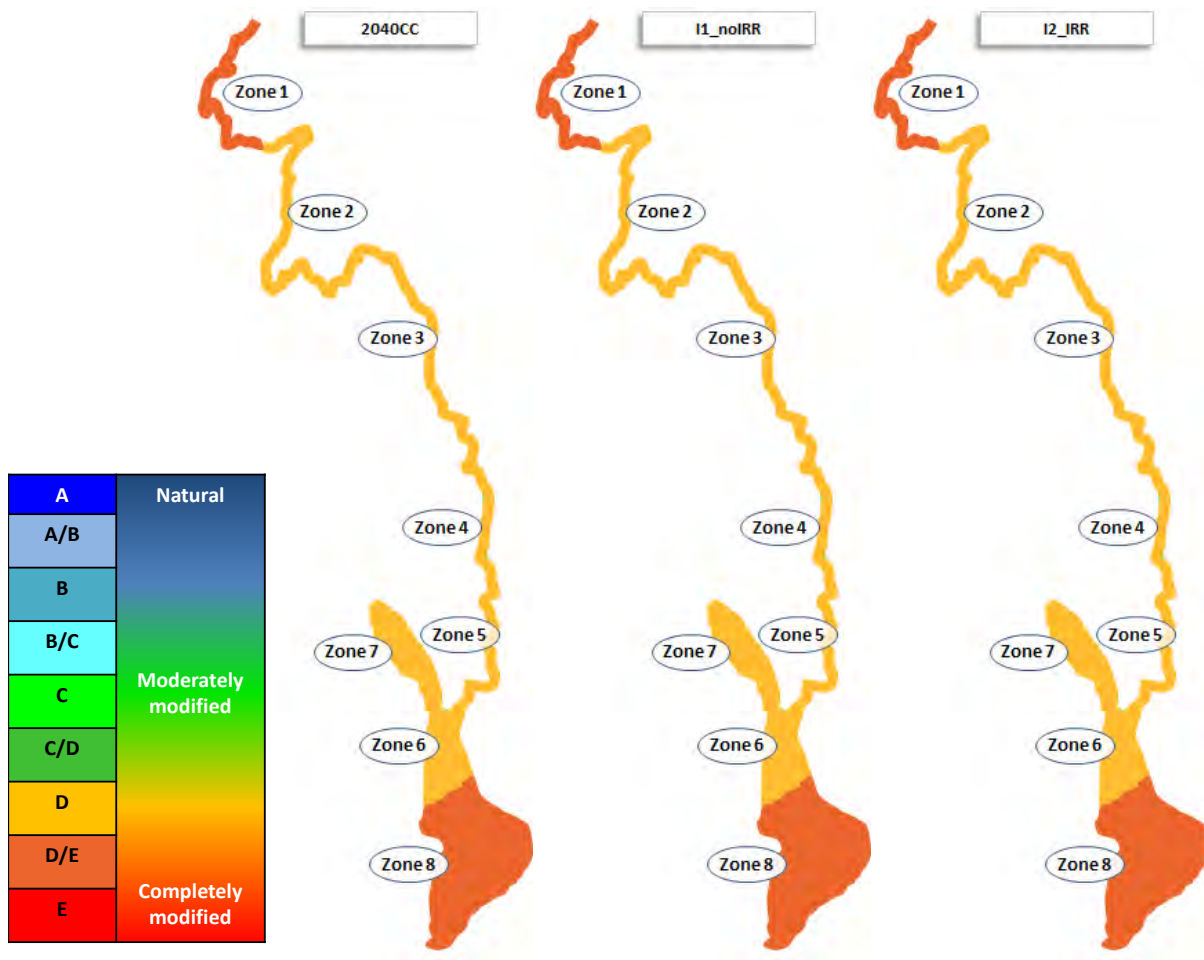 2040CC
I1_noIRR
I2_IRR
Zone 1
Zone 1
Zone 1
Zone 2
Zone 2
Zone 2
Zone 3
Zone 3
Zone 3
Zone 4
Zone 4
Zone 4
Zone 5
Zone 5
Zone 5
Zone 7
Zone 7
Zone 7
Zone 6
Zone 6
Zone 6
Zone 8
Zone 8
Zone 8
A
Natural
A/B
B
B/C
C
Moderately
modified
C/D
D
D/E
E
Completely
modified